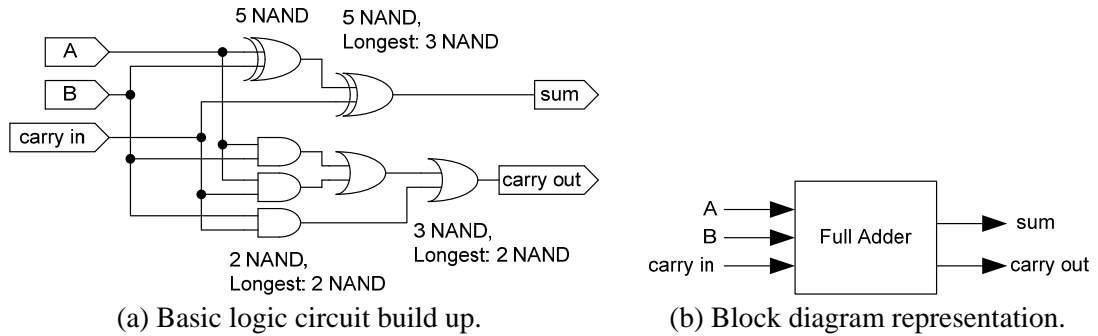 5 NAND
5 NAND,
Longest: 3 NAND
A
B
carry in
sum
carry out
2 NAND,
Longest: 2 NAND
3 NAND,
Longest: 2 NAND
(a) Basic logic circuit build up.
A
B
carry in
Full Adder
sum
carry out
(b) Block diagram representation.